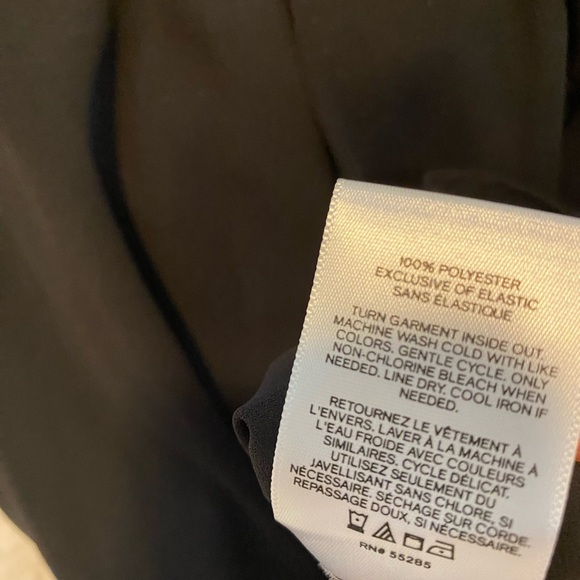 100% POLYESTER
EXCLUSIVE OF ELASTIC
SANS ÉLASTIQUE
TURN GARMENT INSIDE OUT.
MACHINE WASH COLD WITH LIKE
COLORS. GENTLE CYCLE. ONLY
NON-CHLORINE BLEACH WHEN
NEEDED. LINE DRY. COOL IRON IF
NEEDED.
RETOURNEZ LE VÊTEMENT À
L'ENVERS. LAVER À LA MACHINE À
L'EAU FROIDE AVEC COULEURS
SIMILAIRES. CYCLE DÉLICAT.
UTILISEZ SEULEMENT DU
JAVELLISANT SANS CHLORE, SI
NÉCESSAIRE. SÉCHAGE SUR CORDE.
REPASSAGE DOUX, SI NÉCESSAIRE.
RN# 55285